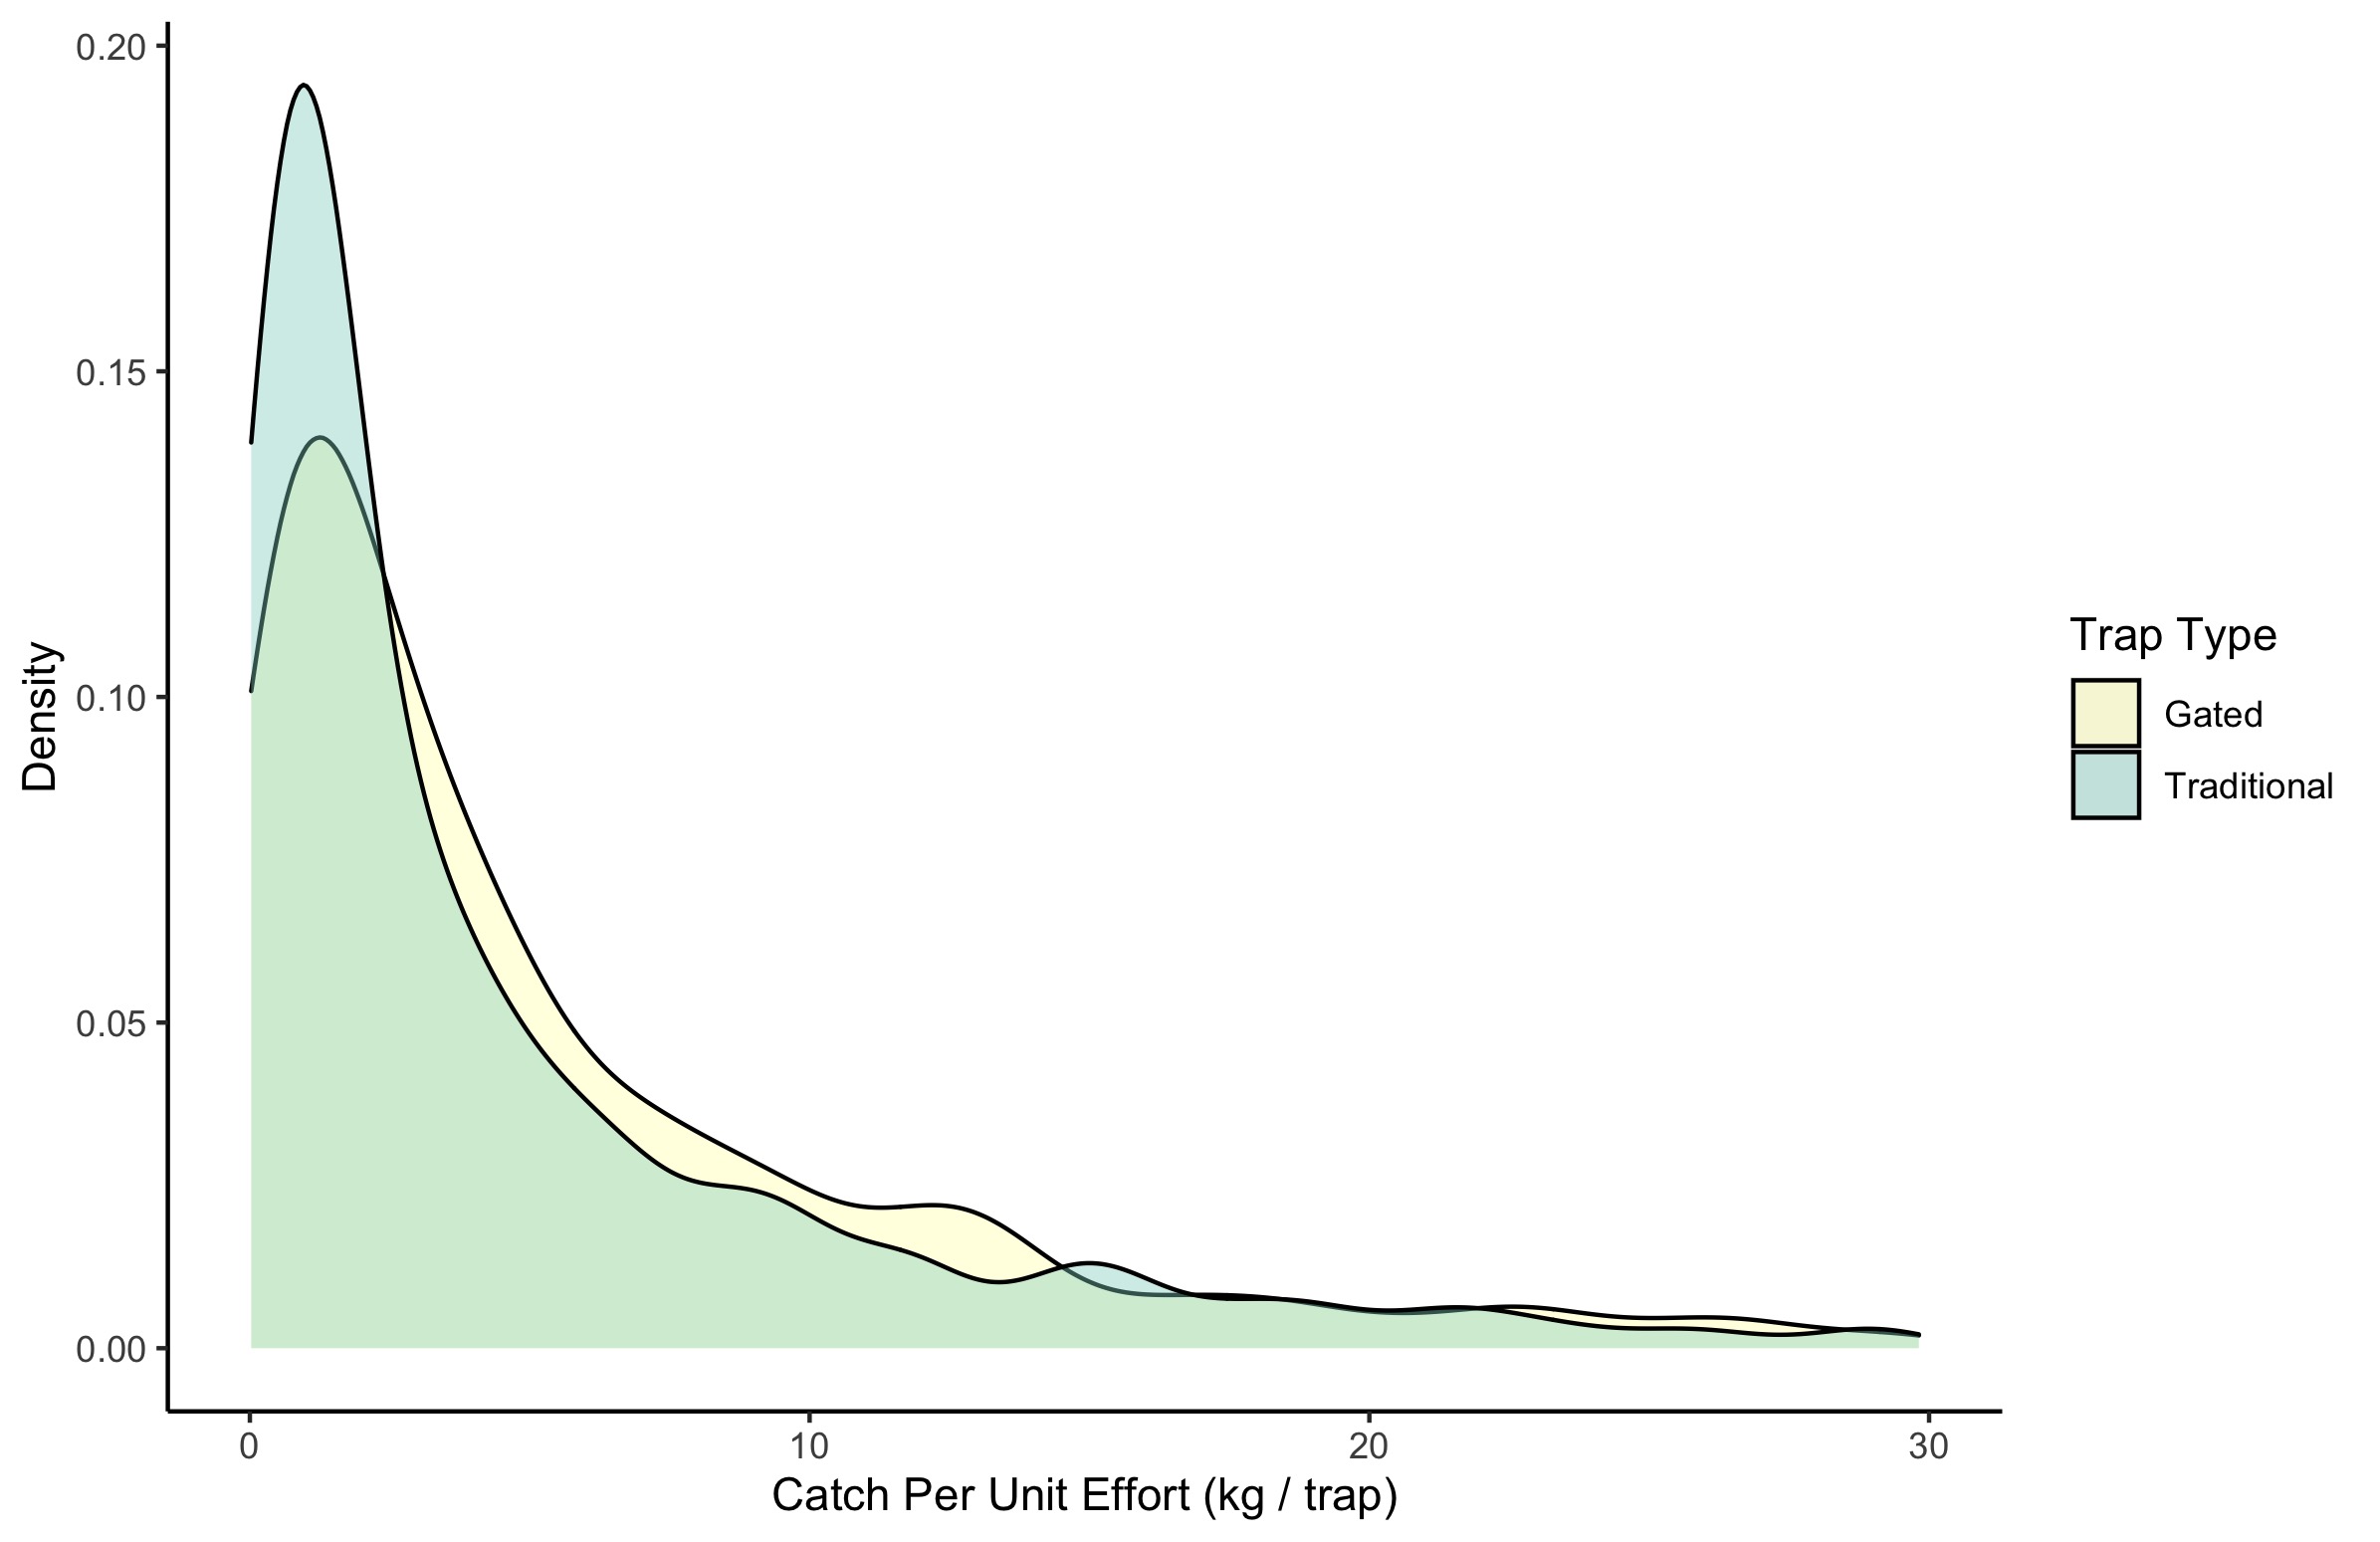 0.20
0.15
0.10
0.05
0.00
Density
0 10 20 30
Catch Per Unit Effort (kg / trap)
Trap Type
Gated
Traditional